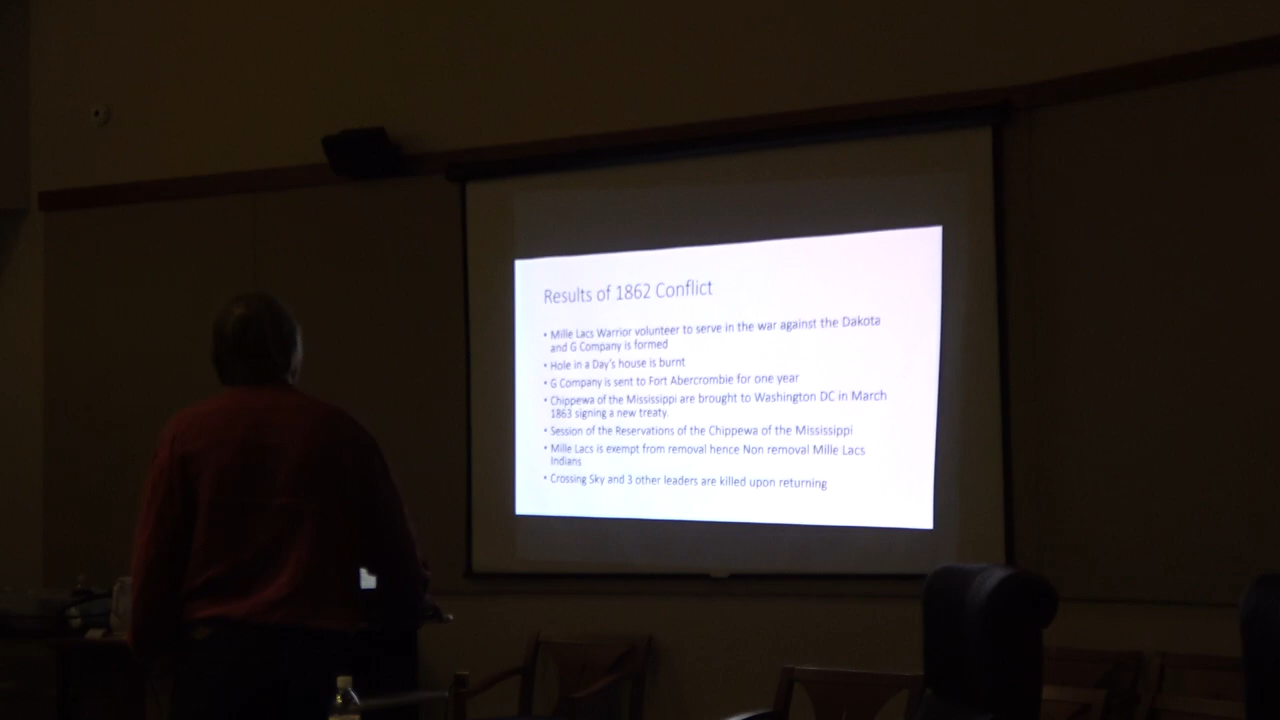 Results of 1862 Conflict
• Mille Lacs Warrior volunteer to serve in the war against the Dakota
and G Company is formed
• Hole in a Day's house is burnt
• G Company is sent to Fort Abercrombie for one year
• Chippewa of the Mississippi are brought to Washington DC in March
1863 signing a new treaty.
• Session of the Reservations of the Chippewa of the Mississippi
• Mille Lacs is exempt from removal hence Non removal Mille Lacs
Indians
• Crossing Sky and 3 other leaders are killed upon returning